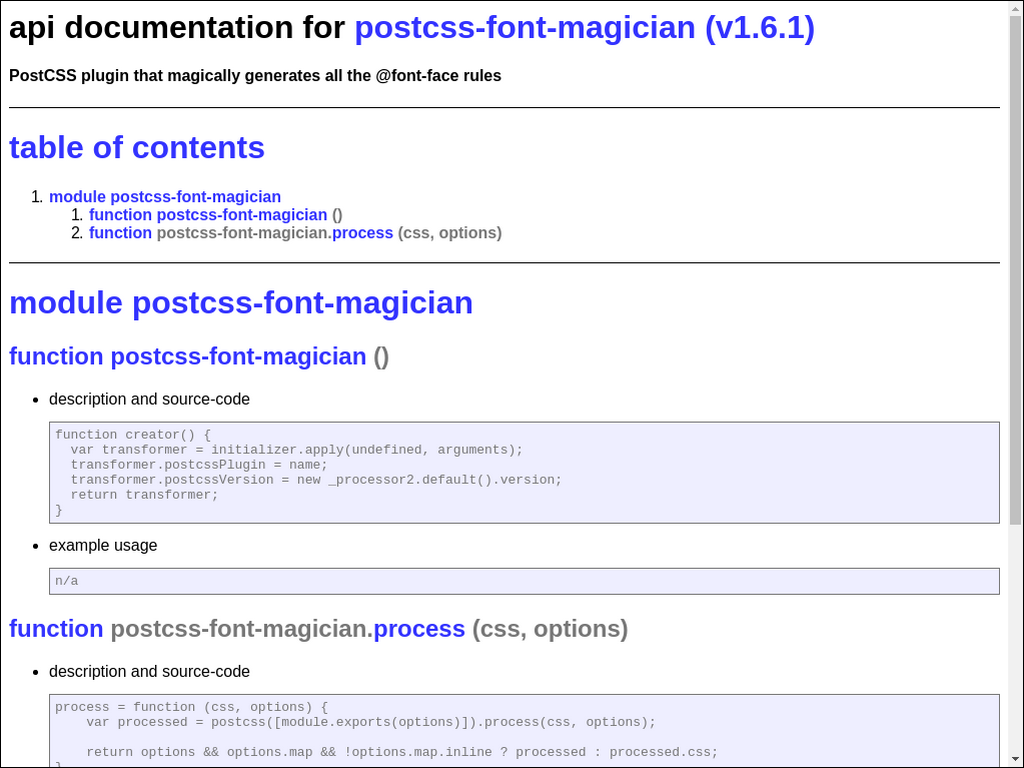 api documentation for postcss-font-magician (v1.6.1)
PostCSS plugin that magically generates all the @font-face rules
table of contents
1. module postcss-font-magician
1. function postcss-font-magician ()
2. function postcss-font-magician.process (css, options)
module postcss-font-magician
function postcss-font-magician ()
• description and source-code
function creator() {
  var transformer = initializer.apply(undefined, arguments);
  transformer.postcssPlugin = name;
  transformer.postcssVersion = new _processor2.default().version;
  return transformer;
}
• example usage
n/a
function postcss-font-magician.process (css, options)
• description and source-code
process = function (css, options) {
    var processed = postcss([module.exports(options)]).process(css, options);
    return options && options.map && !options.map.inline ? processed : processed.css;
}